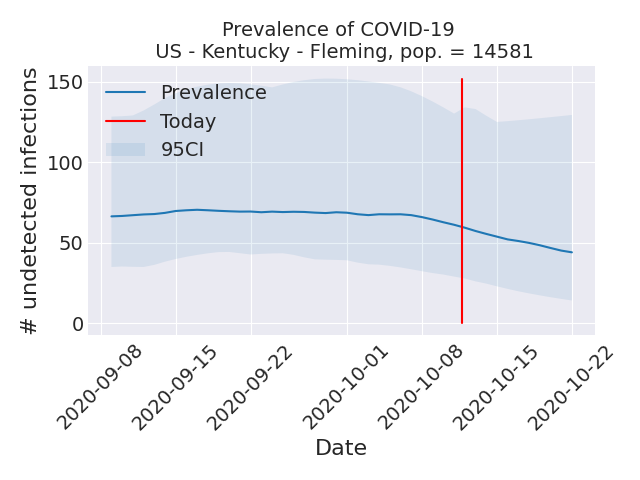 Prevalence of COVID-19
US - Kentucky - Fleming, pop. = 14581
# undetected infections
150
100
50
0
Prevalence
Today
95CI
2020-09-08
2020-09-15
2020-09-22
2020-10-01
2020-10-08
2020-10-15
2020-10-22
Date